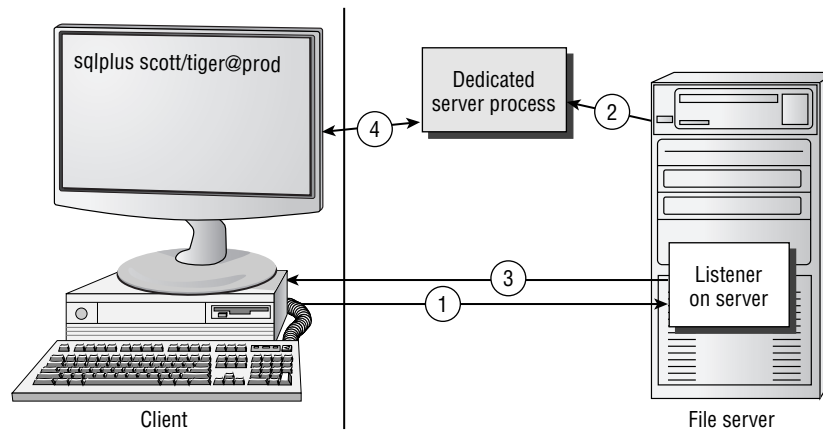 sqlplus scott/tiger@prod
Dedicated
server process
2
4
3
1
Listener
on server
Client
File server